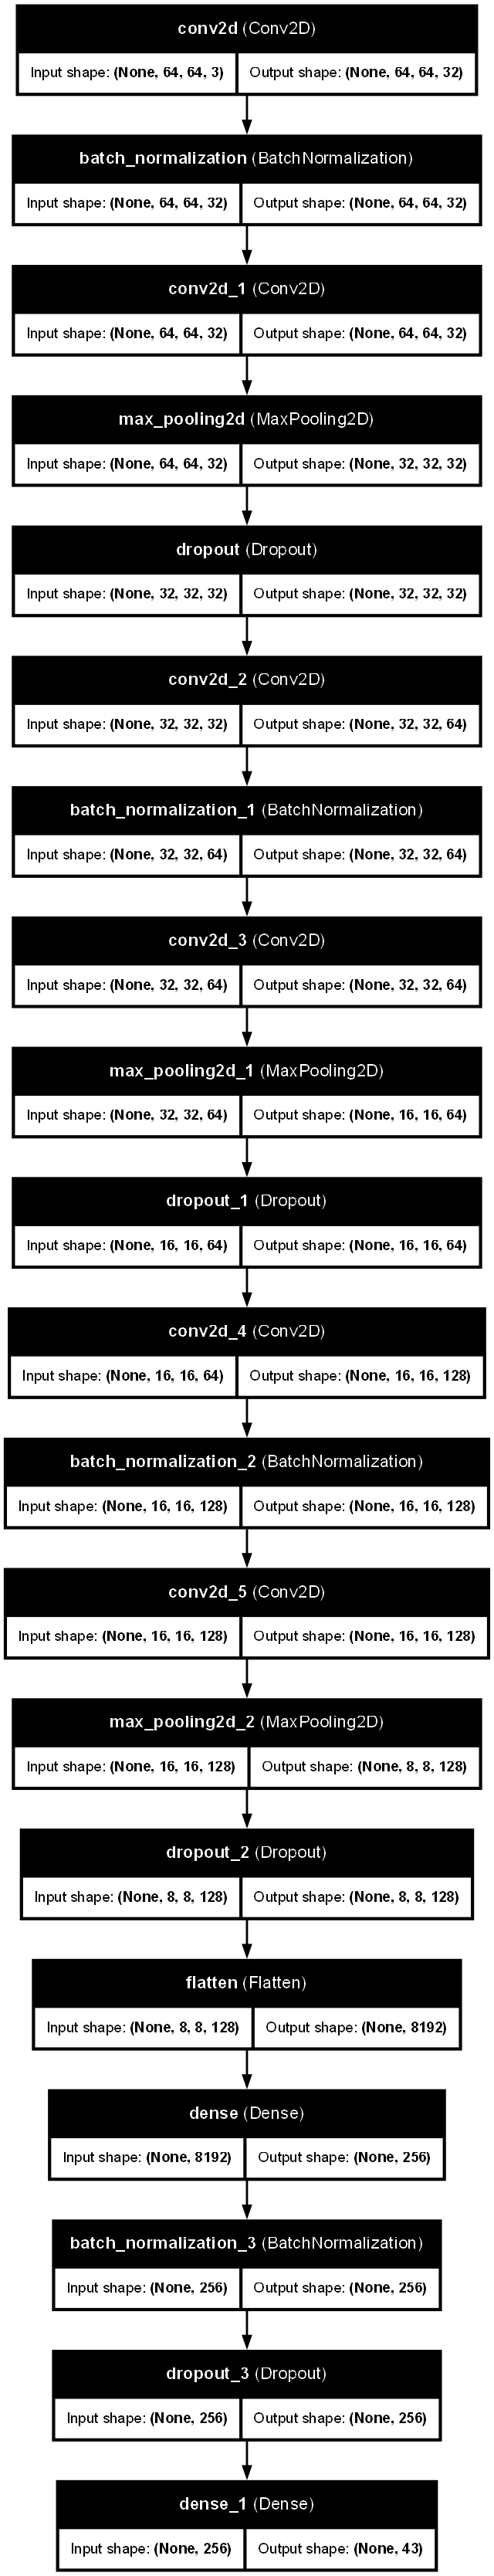 conv2d (Conv2D)
Input shape: (None, 64, 64, 3) Output shape: (None, 64, 64, 32)
batch_normalization (BatchNormalization)
Input shape: (None, 64, 64, 32) Output shape: (None, 64, 64, 32)
conv2d_1 (Conv2D)
Input shape: (None, 64, 64, 32) Output shape: (None, 64, 64, 32)
max_pooling2d (MaxPooling2D)
Input shape: (None, 64, 64, 32) Output shape: (None, 32, 32, 32)
dropout (Dropout)
Input shape: (None, 32, 32, 32) Output shape: (None, 32, 32, 32)
conv2d_2 (Conv2D)
Input shape: (None, 32, 32, 32) Output shape: (None, 32, 32, 64)
batch_normalization_1 (BatchNormalization)
Input shape: (None, 32, 32, 64) Output shape: (None, 32, 32, 64)
conv2d_3 (Conv2D)
Input shape: (None, 32, 32, 64) Output shape: (None, 32, 32, 64)
max_pooling2d_1 (MaxPooling2D)
Input shape: (None, 32, 32, 64) Output shape: (None, 16, 16, 64)
dropout_1 (Dropout)
Input shape: (None, 16, 16, 64) Output shape: (None, 16, 16, 64)
conv2d_4 (Conv2D)
Input shape: (None, 16, 16, 64) Output shape: (None, 16, 16, 128)
batch_normalization_2 (BatchNormalization)
Input shape: (None, 16, 16, 128) Output shape: (None, 16, 16, 128)
conv2d_5 (Conv2D)
Input shape: (None, 16, 16, 128) Output shape: (None, 16, 16, 128)
max_pooling2d_2 (MaxPooling2D)
Input shape: (None, 16, 16, 128) Output shape: (None, 8, 8, 128)
dropout_2 (Dropout)
Input shape: (None, 8, 8, 128) Output shape: (None, 8, 8, 128)
flatten (Flatten)
Input shape: (None, 8, 8, 128) Output shape: (None, 8192)
dense (Dense)
Input shape: (None, 8192) Output shape: (None, 256)
batch_normalization_3 (BatchNormalization)
Input shape: (None, 256) Output shape: (None, 256)
dropout_3 (Dropout)
Input shape: (None, 256) Output shape: (None, 256)
dense_1 (Dense)
Input shape: (None, 256) Output shape: (None, 43)